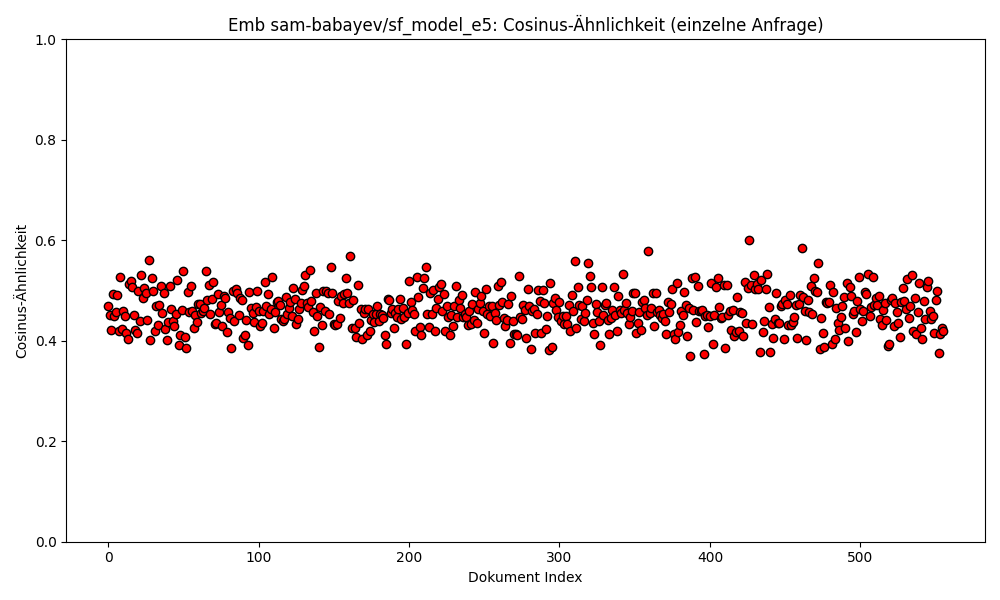 Emb sam-babayev/sf_model_e5: Cosinus-Ähnlichkeit (einzelne Anfrage)
1.0
0.8
0.6
0.4
0.2
0.0
Cosinus-Ähnlichkeit
0 100 200 300 400 500
Dokument Index